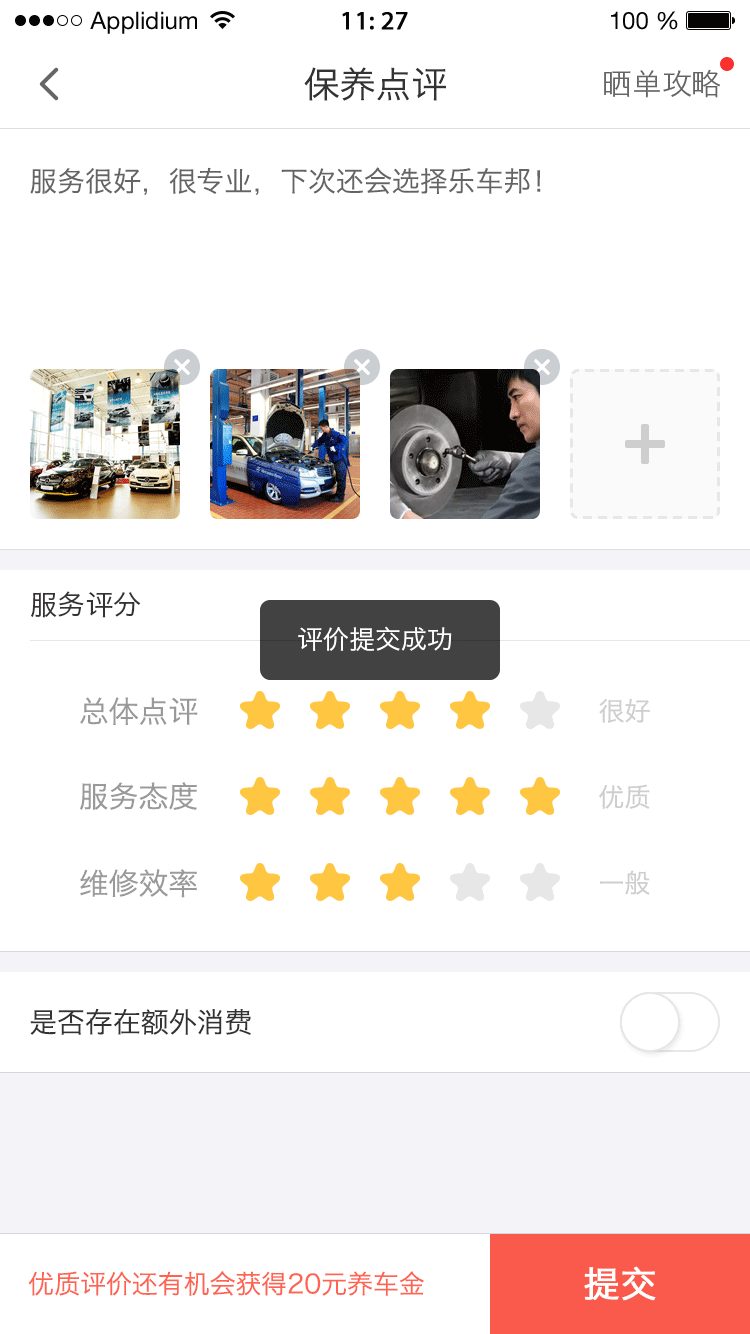 Applidium 11:27 100 %
保养点评 晒单攻略
服务很好，很专业，下次还会选择乐车邦！
服务评分
评价提交成功
总体点评 很好
服务态度 优质
维修效率 一般
是否存在额外消费
优质评价还有机会获得20元养车金 提交